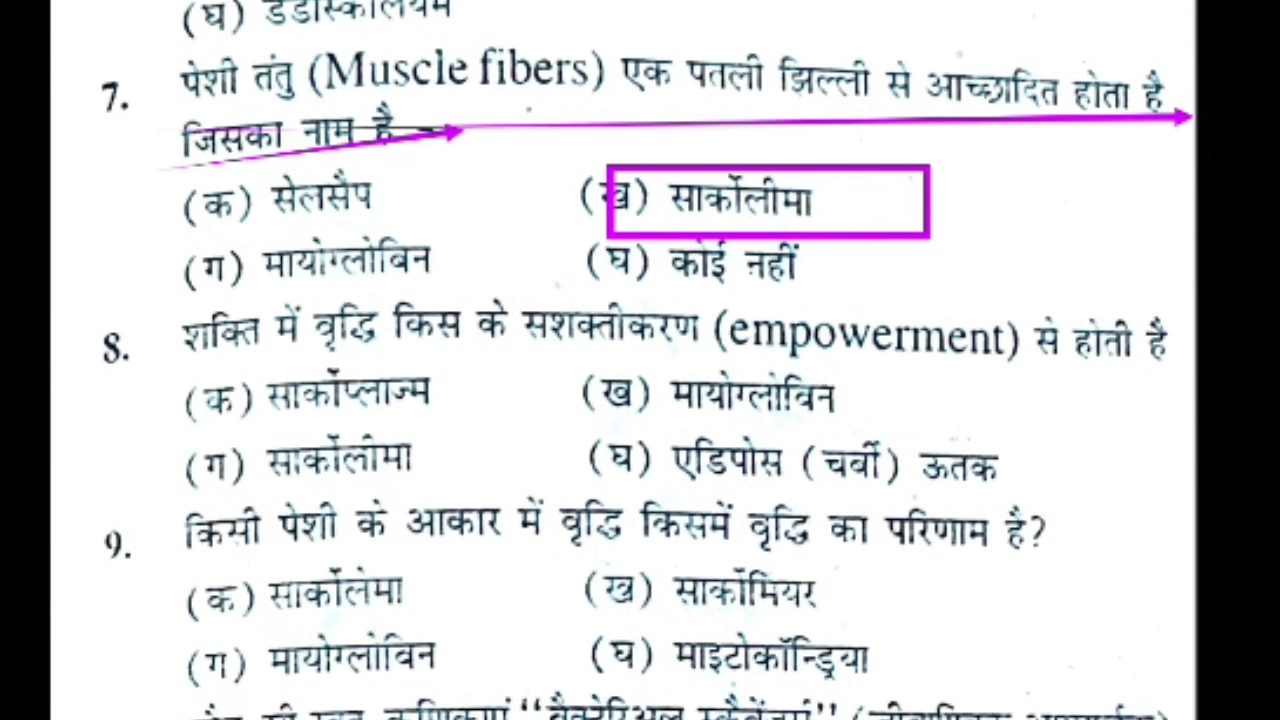 (घ)
7. पेशी तंतु (Muscle fibers) एक पतली झिल्ली से आच्छादित होता है
जिसका नाम है –
(क) सेलसैप (ख) सार्कोलीमा
(ग) मायोग्लोबिन (घ) कोई नहीं
8. शक्ति में वृद्धि किस के सशक्तीकरण (empowerment) से होती है
(क) सार्कोप्लाज्म (ख) मायोग्लोविन
(ग) सार्कोलीमा (घ) एडिपोस (चर्वी) ऊतक
9. किसी पेशी के आकार में वृद्धि किसमें वृद्धि का परिणाम है?
(क) सार्कोलेमा (ख) सार्कोमियर
(ग) मायोग्लोविन (घ) माइटोकॉन्ड्रिया